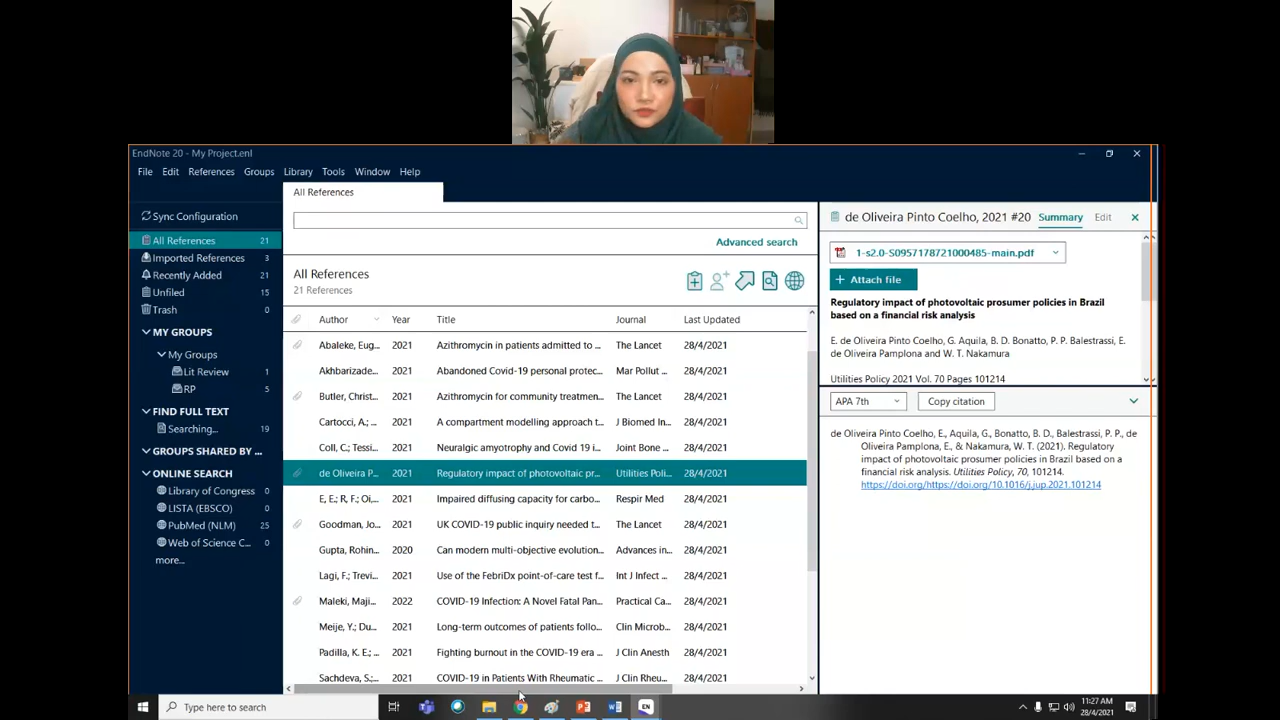 EndNote 20 - My Project.enl
File Edit References Groups Library Tools Window Help
All References
Sync Configuration
All References 21
Imported References 3
Recently Added 21
Unfiled 15
Trash 0
MY GROUPS
My Groups
Lit Review 1
RP 5
FIND FULL TEXT
Searching... 19
GROUPS SHARED BY ...
ONLINE SEARCH
Library of Congress 0
LISTA (EBSCO) 0
PubMed (NLM) 25
Web of Science C... 0
more...
Advanced search
All References
21 References
Author Year Title Journal Last Updated
Abaleke, Eug... 2021 Azithromycin in patients admitted to ... The Lancet 28/4/2021
Akhbarizade... 2021 Abandoned Covid-19 personal protec... Mar Pollut ... 28/4/2021
Butler, Christ... 2021 Azithromycin for community treatmen... The Lancet 28/4/2021
Cartocci, A.; ... 2021 A compartment modelling approach t... J Biomed In... 28/4/2021
Coll, C.; Tessi... 2021 Neuralgic amyotrophy and Covid 19 i... Joint Bone ... 28/4/2021
de Oliveira P... 2021 Regulatory impact of photovoltaic pr... Utilities Poli... 28/4/2021
E, E.; R, F.; Oi,... 2021 Impaired diffusing capacity for carbo... Respir Med 28/4/2021
Goodman, Jo... 2021 UK COVID-19 public inquiry needed t... The Lancet 28/4/2021
Gupta, Rohin... 2020 Can modern multi-objective evolution... Advances in... 28/4/2021
Lagi, F.; Trevi... 2021 Use of the FebriDx point-of-care test f... Int J Infect ... 28/4/2021
Maleki, Maji... 2022 COVID-19 Infection: A Novel Fatal Pan... Practical Ca... 28/4/2021
Meije, Y.; Du... 2021 Long-term outcomes of patients follo... Clin Microb... 28/4/2021
Padilla, K. E.; ... 2021 Fighting burnout in the COVID-19 era ... J Clin Anesth 28/4/2021
Sachdeva, S.;... 2021 COVID-19 in Patients With Rheumatic ... J Clin Rheu... 28/4/2021
de Oliveira Pinto Coelho, 2021 #20 Summary Edit
1-s2.0-S0957178721000485-main.pdf
+ Attach file
Regulatory impact of photovoltaic prosumer policies in Brazil
based on a financial risk analysis
E. de Oliveira Pinto Coelho, G. Aquila, B. D. Bonatto, P. P. Balestrassi, E.
de Oliveira Pamplona and W. T. Nakamura
Utilities Policy 2021 Vol. 70 Pages 101214
APA 7th Copy citation
de Oliveira Pinto Coelho, E., Aquila, G., Bonatto, B. D., Balestrassi, P. P., de
Oliveira Pamplona, E., & Nakamura, W. T. (2021). Regulatory
impact of photovoltaic prosumer policies in Brazil based on a
financial risk analysis. Utilities Policy, 70, 101214.
https://doi.org/https://doi.org/10.1016/j.jup.2021.101214
Type here to search
EN
11:27 AM
28/4/2021